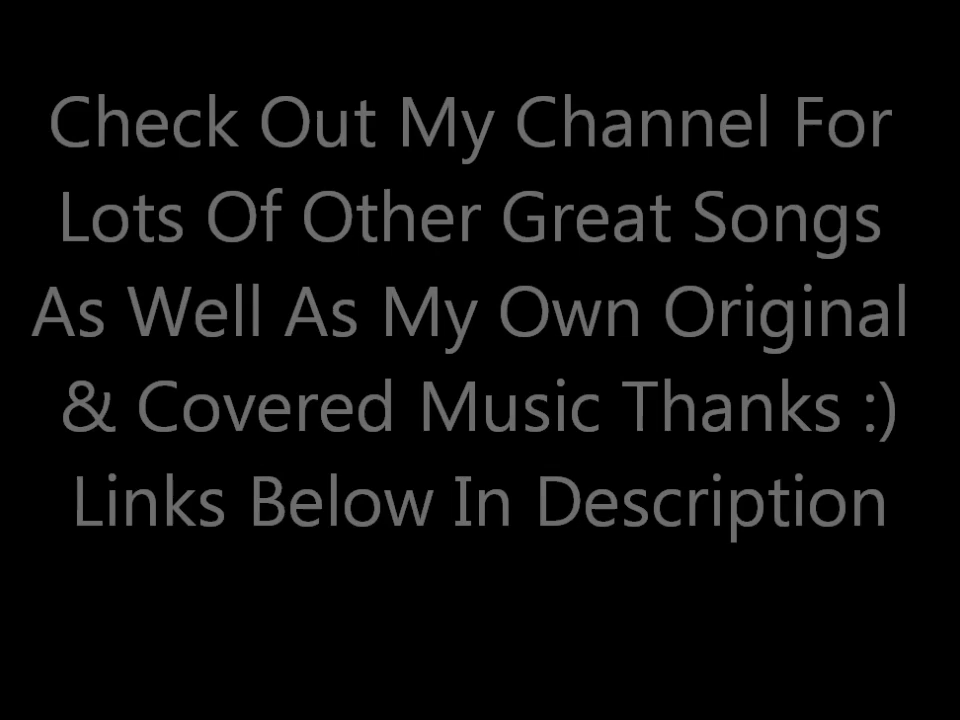 Check Out My Channel For
Lots Of Other Great Songs
As Well As My Own Original
& Covered Music Thanks :)
Links Below In Description